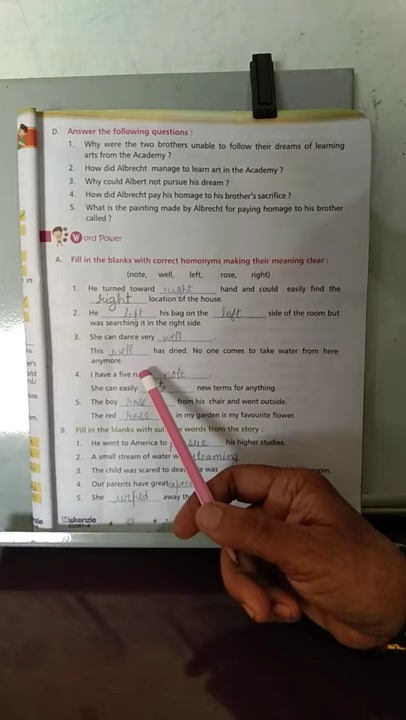 D. Answer the following questions :
1. Why were the two brothers unable to follow their dreams of learning
arts from the Academy ?
2. How did Albrecht manage to learn art in the Academy ?
3. Why could Albert not pursue his dream ?
4. How did Albrecht pay his homage to his brother's sacrifice ?
5. What is the painting made by Albrecht for paying homage to his brother
called ?
Word Power
A. Fill in the blanks with correct homonyms making their meaning clear :
(note, well, left, rose, right)
1. He turned toward right hand and could easily find the
right location of the house.
2. He left his bag on the left side of the room but
was searching it in the right side.
3. She can dance very well .
This well has dried. No one comes to take water from here
anymore.
4. I have a five note .
She can easily new terms for anything.
5. The boy rose from his chair and went outside.
The red rose in my garden is my favourite flower.
B. Fill in the blanks with words from the story :
1. He went to America to his higher studies.
2. A small stream of water
3. The child was scared to was
4. Our parents have great
5. She wiped away